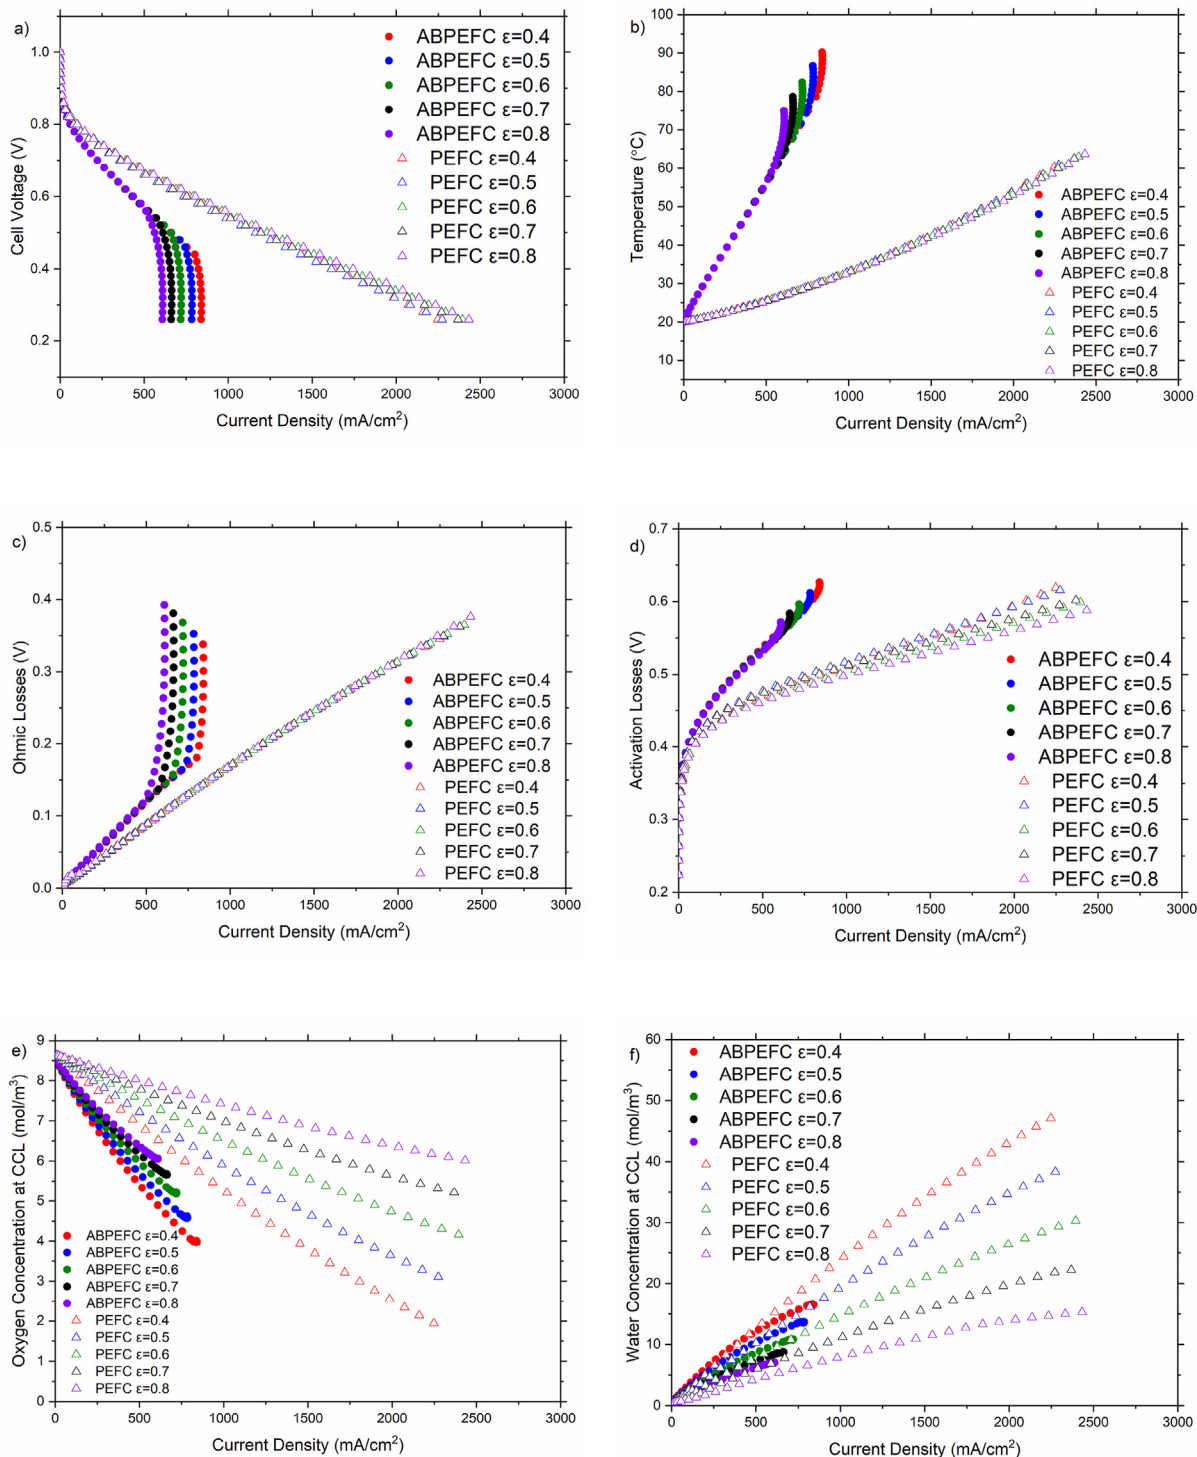 a)
ABPEFC ε=0.4
ABPEFC ε=0.5
ABPEFC ε=0.6
ABPEFC ε=0.7
ABPEFC ε=0.8
PEFC ε=0.4
PEFC ε=0.5
PEFC ε=0.6
PEFC ε=0.7
PEFC ε=0.8
1.0
0.8
0.6
0.4
0.2
Cell Voltage (V)
0 500 1000 1500 2000 2500 3000
Current Density (mA/cm²)
b)
100
90
80
70
60
50
40
30
20
10
Temperature (°C)
ABPEFC ε=0.4
ABPEFC ε=0.5
ABPEFC ε=0.6
ABPEFC ε=0.7
ABPEFC ε=0.8
PEFC ε=0.4
PEFC ε=0.5
PEFC ε=0.6
PEFC ε=0.7
PEFC ε=0.8
0 500 1000 1500 2000 2500 3000
Current Density (mA/cm²)
c)
0.5
0.4
0.3
0.2
0.1
0.0
Ohmic Losses (V)
ABPEFC ε=0.4
ABPEFC ε=0.5
ABPEFC ε=0.6
ABPEFC ε=0.7
ABPEFC ε=0.8
PEFC ε=0.4
PEFC ε=0.5
PEFC ε=0.6
PEFC ε=0.7
PEFC ε=0.8
0 500 1000 1500 2000 2500 3000
Current Density (mA/cm²)
d)
0.7
0.6
0.5
0.4
0.3
0.2
Activation Losses (V)
ABPEFC ε=0.4
ABPEFC ε=0.5
ABPEFC ε=0.6
ABPEFC ε=0.7
ABPEFC ε=0.8
PEFC ε=0.4
PEFC ε=0.5
PEFC ε=0.6
PEFC ε=0.7
PEFC ε=0.8
0 500 1000 1500 2000 2500 3000
Current Density (mA/cm²)
e)
9
8
7
6
5
4
3
2
1
0
Oxygen Concentration at CCL (mol/m³)
ABPEFC ε=0.4
ABPEFC ε=0.5
ABPEFC ε=0.6
ABPEFC ε=0.7
ABPEFC ε=0.8
PEFC ε=0.4
PEFC ε=0.5
PEFC ε=0.6
PEFC ε=0.7
PEFC ε=0.8
0 500 1000 1500 2000 2500 3000
Current Density (mA/cm²)
f)
60
50
40
30
20
10
0
Water Concentration at CCL (mol/m³)
ABPEFC ε=0.4
ABPEFC ε=0.5
ABPEFC ε=0.6
ABPEFC ε=0.7
ABPEFC ε=0.8
PEFC ε=0.4
PEFC ε=0.5
PEFC ε=0.6
PEFC ε=0.7
PEFC ε=0.8
0 500 1000 1500 2000 2500 3000
Current Density (mA/cm²)